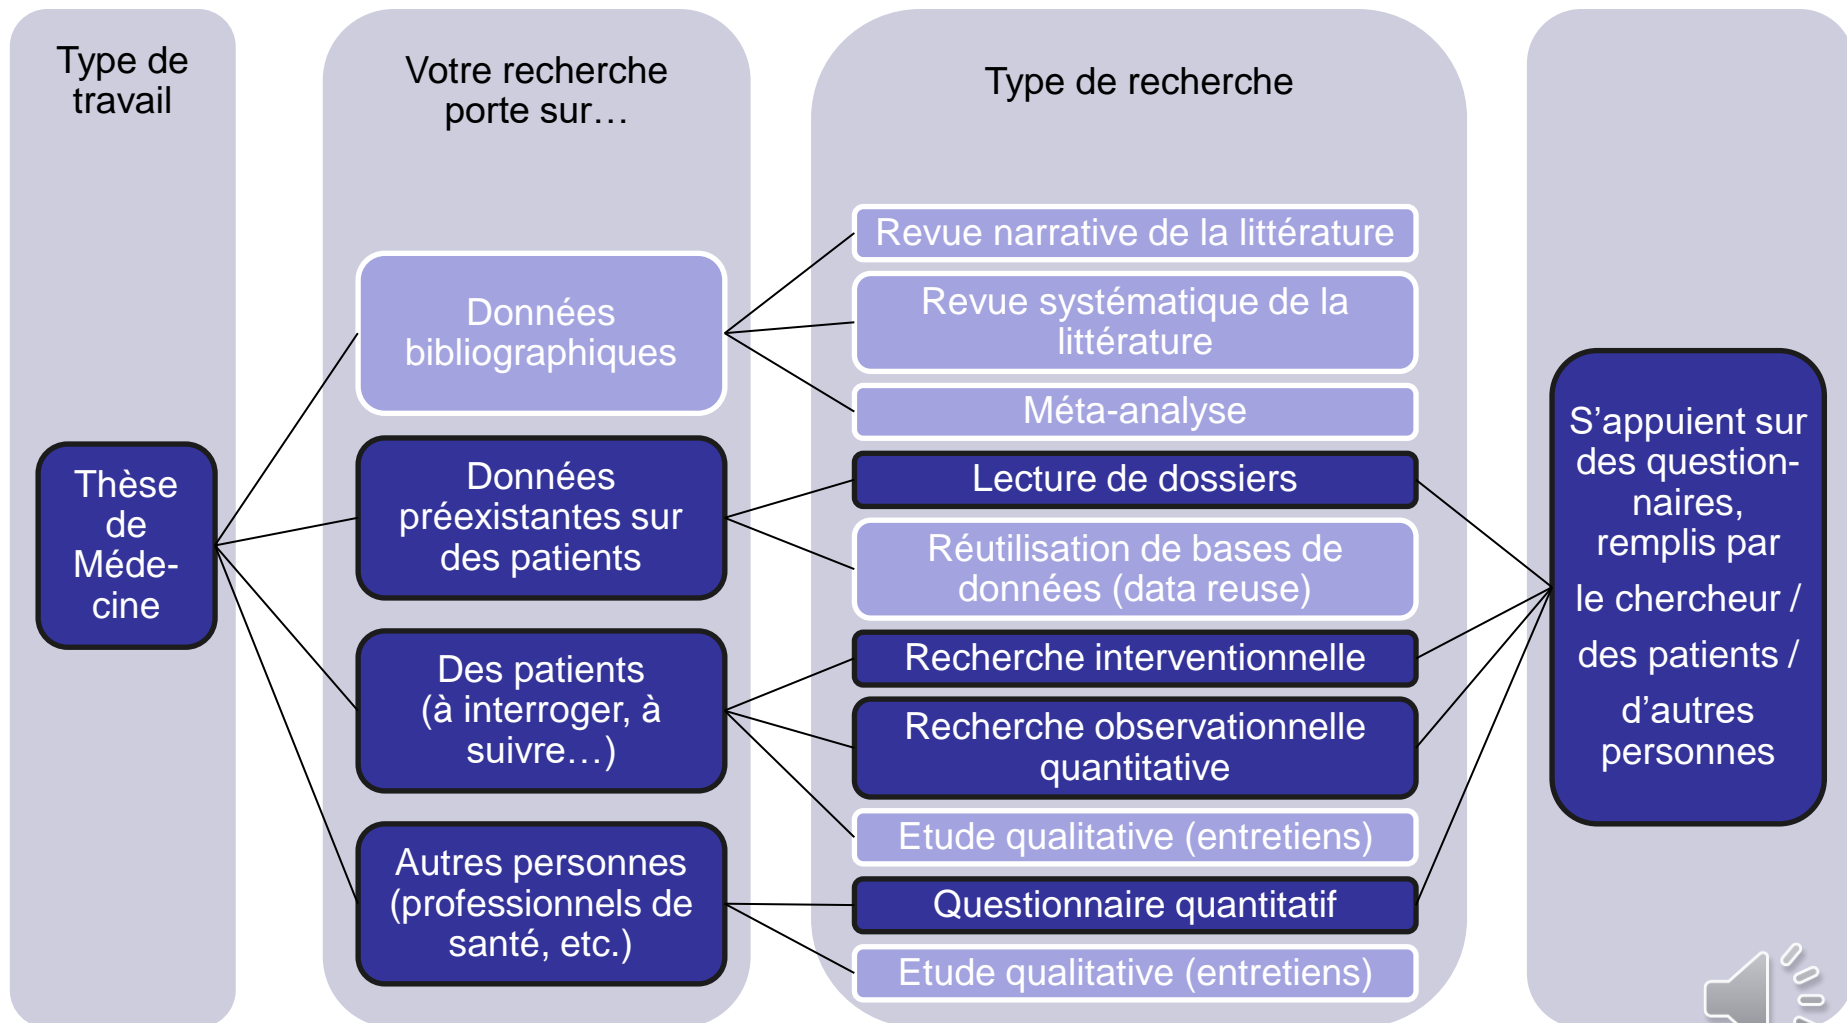 Type de
travail
Votre recherche
porte sur…
Type de recherche
Thèse
de
Méde-
cine
Données
bibliographiques
Données
préexistantes sur
des patients
Des patients
(à interroger, à
suivre…)
Autres personnes
(professionnels de
santé, etc.)
Revue narrative de la littérature
Revue systématique de la
littérature
Méta-analyse
Lecture de dossiers
Réutilisation de bases de
données (data reuse)
Recherche interventionnelle
Recherche observationnelle
quantitative
Etude qualitative (entretiens)
Questionnaire quantitatif
Etude qualitative (entretiens)
S’appuient sur
des question-
naires,
remplis par
le chercheur /
des patients /
d’autres
personnes